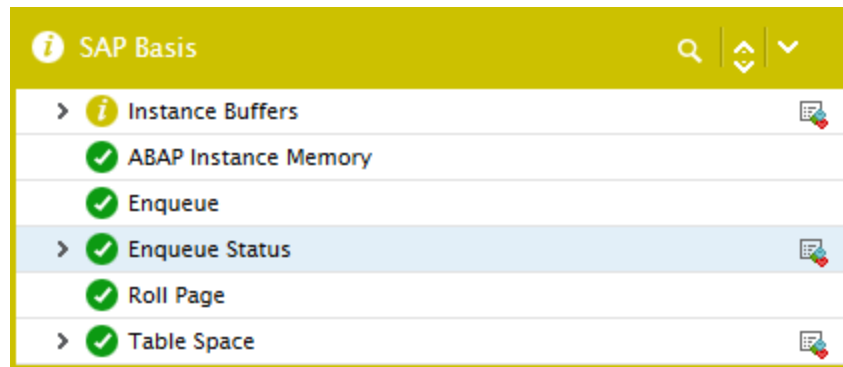 SAP Basis
Instance Buffers
ABAP Instance Memory
Enqueue
Enqueue Status
Roll Page
Table Space